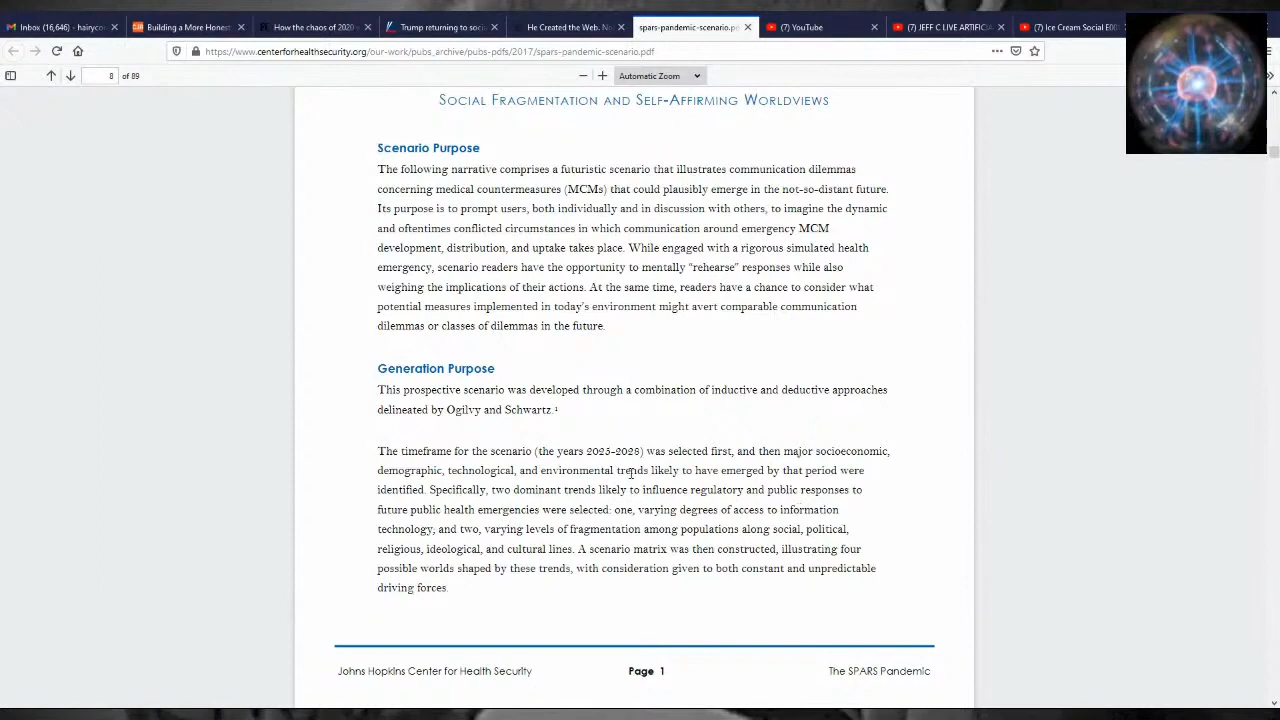 Inbox (16,646) - hairycon
Building a More Honest
How the chaos of 2020
Trump returning to soci
He Created the Web. No
spars-pandemic-scenario.pd
(7) YouTube
(7) JEFF C LIVE ARTIFICIA
(7) Ice Cream Social E00
https://www.centerforhealthsecurity.org/our-work/pubs_archive/pubs-pdfs/2017/spars-pandemic-scenario.pdf
8 of 89
Automatic Zoom
SOCIAL FRAGMENTATION AND SELF-AFFIRMING WORLDVIEWS
Scenario Purpose
The following narrative comprises a futuristic scenario that illustrates communication dilemmas
concerning medical countermeasures (MCMs) that could plausibly emerge in the not-so-distant future.
Its purpose is to prompt users, both individually and in discussion with others, to imagine the dynamic
and oftentimes conflicted circumstances in which communication around emergency MCM
development, distribution, and uptake takes place. While engaged with a rigorous simulated health
emergency, scenario readers have the opportunity to mentally “rehearse” responses while also
weighing the implications of their actions. At the same time, readers have a chance to consider what
potential measures implemented in today’s environment might avert comparable communication
dilemmas or classes of dilemmas in the future.
Generation Purpose
This prospective scenario was developed through a combination of inductive and deductive approaches
delineated by Ogilvy and Schwartz.¹
The timeframe for the scenario (the years 2025-2028) was selected first, and then major socioeconomic,
demographic, technological, and environmental trends likely to have emerged by that period were
identified. Specifically, two dominant trends likely to influence regulatory and public responses to
future public health emergencies were selected: one, varying degrees of access to information
technology; and two, varying levels of fragmentation among populations along social, political,
religious, ideological, and cultural lines. A scenario matrix was then constructed, illustrating four
possible worlds shaped by these trends, with consideration given to both constant and unpredictable
driving forces.
Johns Hopkins Center for Health Security
Page 1
The SPARS Pandemic